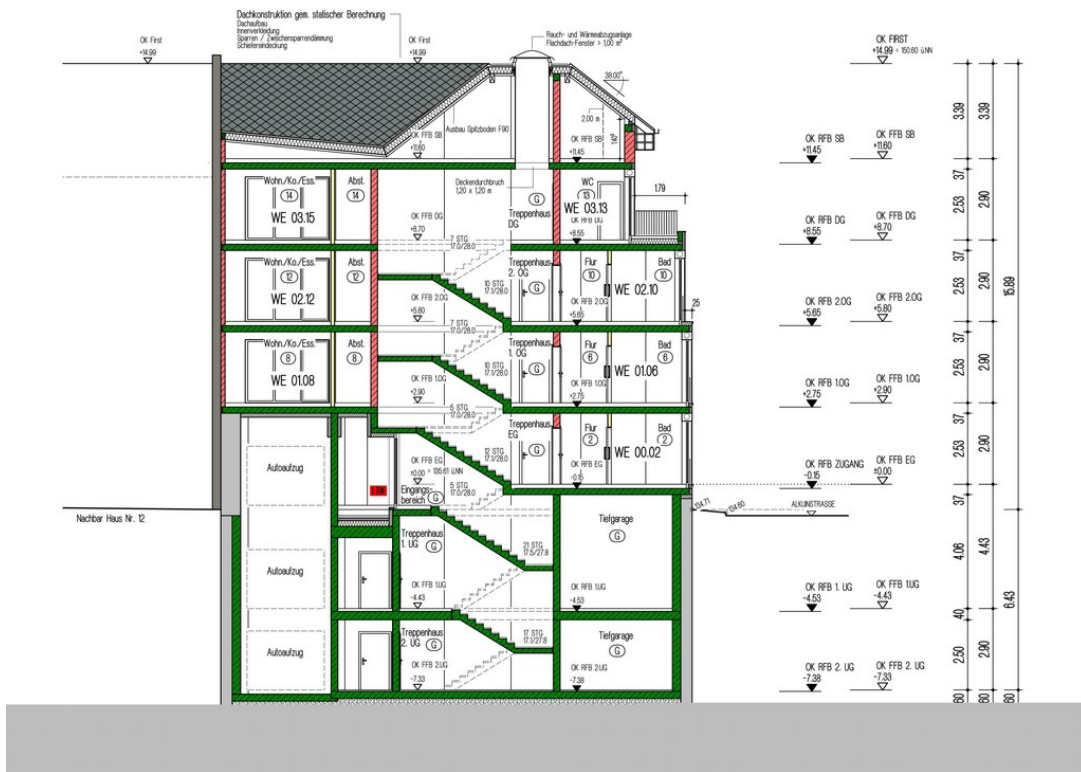 Dachkonstruktion gem. statischer Berechnung
Dachaufbau:
Innenverkleidung
Sparren / Zwischensparrendämmung
Schiefereindeckung
OK First
+14.99
OK First
+14.99
Rauch- und Wärmeabzugsanlage
Flachdach-Fenster > 1,00 m²
OK FIRST
+14.99 = 150.60 üNN
38.00°
2.00 m
Ausbau Spitzboden F90
OK FFB SB
+11.60
OK RFB SB
+11.45
OK RFB SB
+11.45
OK FFB SB
+11.60
3.39
3.39
Deckendurchbruch
1,20 x 1,20 m
Wohn./Ko./Ess.
14
WE 03.15
Abst.
14
OK FFB DG
+8.70
G
Treppenhaus
DG
WC
13
WE 03.13
OK RFB DG
+8.55
1.79
OK RFB DG
+8.55
OK FFB DG
+8.70
37
2.53
2.90
7 STG
17.0/28.0
Wohn./Ko./Ess.
12
WE 02.12
Abst.
12
OK FFB 2.OG
+5.80
10 STG
17.1/28.0
Treppenhaus
2. OG
G
Flur
10
WE 02.10
Bad
10
OK RFB 2.OG
+5.65
25
OK RFB 2.OG
+5.65
OK FFB 2.OG
+5.80
37
2.53
2.90
15.89
7 STG
17.0/28.0
Wohn./Ko./Ess.
8
WE 01.08
Abst.
8
OK FFB 1.OG
+2.90
10 STG
17.1/28.0
Treppenhaus
1. OG
G
Flur
6
WE 01.06
Bad
6
OK RFB 1.OG
+2.75
OK RFB 1.OG
+2.75
OK FFB 1.OG
+2.90
37
2.53
2.90
5 STG
17.0/28.0
Autoaufzug
OK FFB EG
±0.00 = 135.61 üNN
12 STG
17.1/28.0
Treppenhaus
EG
G
Flur
2
WE 00.02
Bad
2
OK RFB EG
-0.15
OK RFB ZUGANG
-0.15
OK FFB EG
±0.00
37
2.53
2.90
5 STG
17.0/28.0
Eingangs-
bereich
G
134.71
134.60
ALKUINSTRASSE
37
Nachbar Haus Nr. 12
Autoaufzug
Treppenhaus
1. UG
G
21 STG
17.5/27.8
Tiefgarage
G
OK FFB 1.UG
-4.43
OK RFB 1.UG
-4.53
OK RFB 1. UG
-4.53
OK FFB 1.UG
-4.43
4.06
4.43
6.43
Autoaufzug
Treppenhaus
2. UG
G
17 STG
17.1/27.8
Tiefgarage
G
OK FFB 2.UG
-7.33
OK RFB 2.UG
-7.38
OK RFB 2. UG
-7.38
OK FFB 2. UG
-7.33
40
2.50
2.90
60
60
60